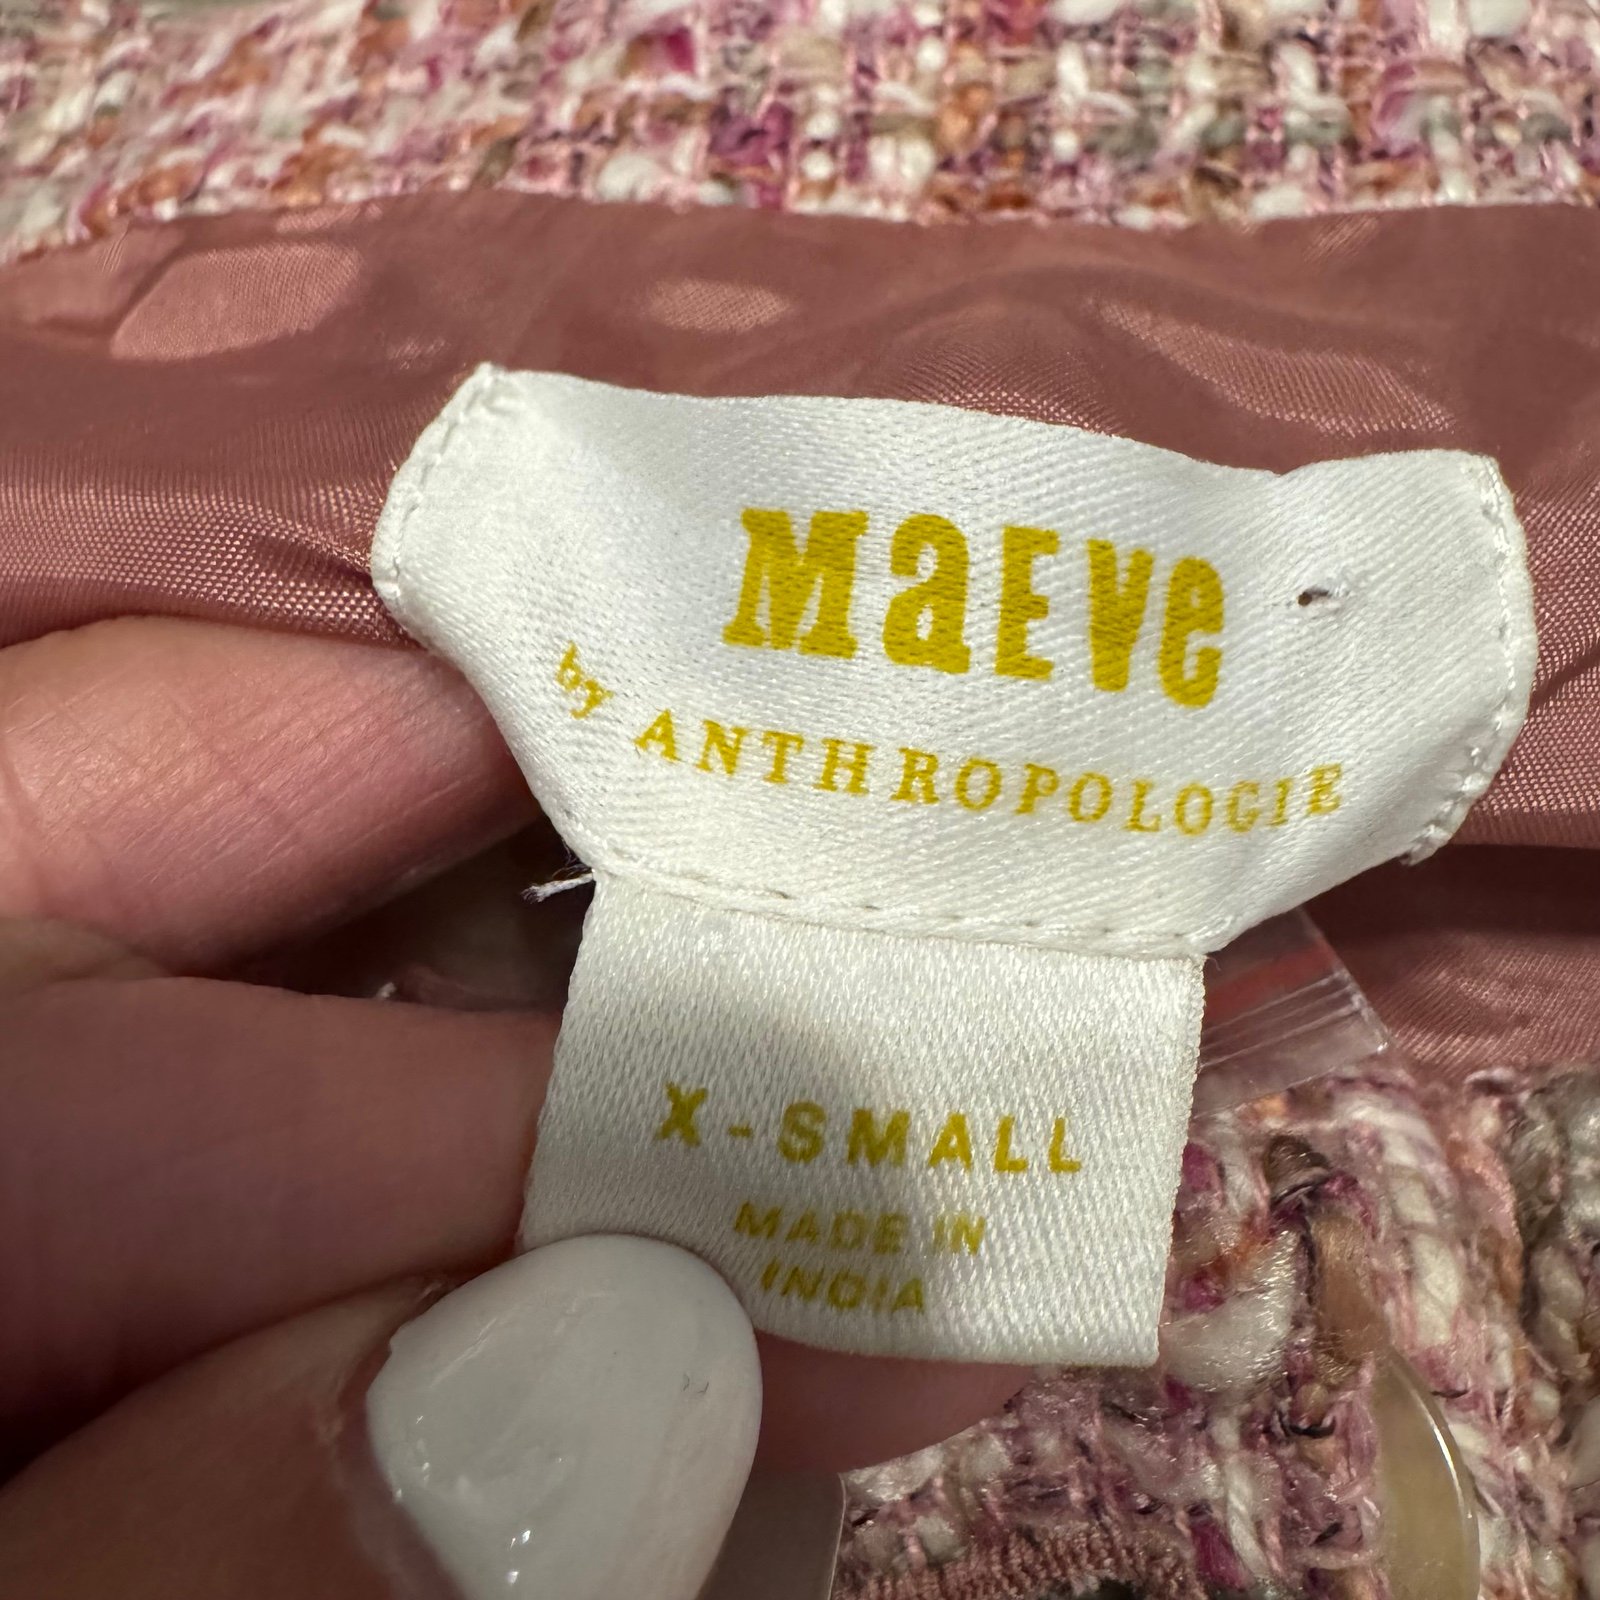 maEve
by ANTHROPOLOGIE
X-SMALL
MADE IN
INDIA